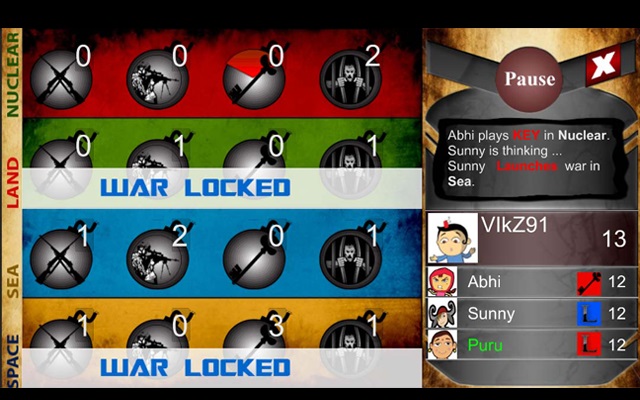 NUCLEAR
0 0 0 2
LAND
0 1 0 1
WAR LOCKED
SEA
1 2 0 1
SPACE
1 0 3 1
WAR LOCKED
Pause X
Abhi plays KEY in Nuclear.
Sunny is thinking ...
Sunny Launches war in
Sea.
VIkZ91 13
Abhi 12
Sunny L 12
Puru L 12